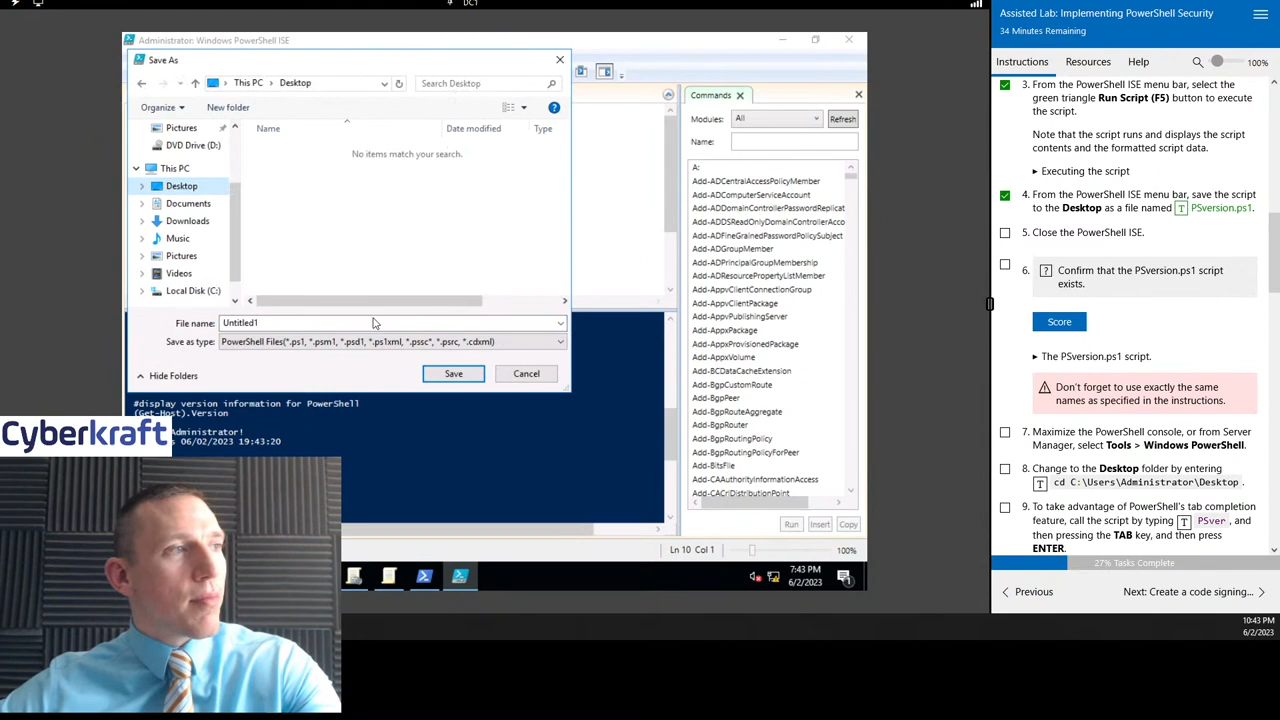 DC1
Administrator: Windows PowerShell ISE
Save As
This PC
Desktop
Search Desktop
Organize
New folder
Pictures
DVD Drive (D:)
This PC
Desktop
Documents
Downloads
Music
Pictures
Videos
Local Disk (C:)
Name
Date modified
Type
No items match your search.
File name:
Untitled1
Save as type:
PowerShell Files(*.ps1, *.psm1, *.psd1, *.ps1xml, *.pssc*, *.psrc, *.cdxml)
Hide Folders
Save
Cancel
#display version information for PowerShell
(Get-Host).Version
Administrator!
06/02/2023 19:43:20
Commands
Modules:
All
Refresh
Name:
A:
Add-ADCentralAccessPolicyMember
Add-ADComputerServiceAccount
Add-ADDomainControllerPasswordReplicat
Add-ADDSReadOnlyDomainControllerAcco
Add-ADFineGrainedPasswordPolicySubject
Add-ADGroupMember
Add-ADPrincipalGroupMembership
Add-ADResourcePropertyListMember
Add-AppvClientConnectionGroup
Add-AppvClientPackage
Add-AppvPublishingServer
Add-AppxPackage
Add-AppxProvisionedPackage
Add-AppxVolume
Add-BCDataCacheExtension
Add-BgpCustomRoute
Add-BgpPeer
Add-BgpRouteAggregate
Add-BgpRouter
Add-BgpRoutingPolicy
Add-BgpRoutingPolicyForPeer
Add-BitsFile
Add-CAAuthorityInformationAccess
Add-CACrlDistributionPoint
Run
Insert
Copy
Ln 10 Col 1
100%
7:43 PM
6/2/2023
Cyberkraft
Assisted Lab: Implementing PowerShell Security
34 Minutes Remaining
Instructions
Resources
Help
100%
3. From the PowerShell ISE menu bar, select the
green triangle Run Script (F5) button to execute
the script.
Note that the script runs and displays the script
contents and the formatted script data.
Executing the script
4. From the PowerShell ISE menu bar, save the script
to the Desktop as a file named T PSversion.ps1.
5. Close the PowerShell ISE.
6. ? Confirm that the PSversion.ps1 script
exists.
Score
The PSversion.ps1 script.
Don't forget to use exactly the same
names as specified in the instructions.
7. Maximize the PowerShell console, or from Server
Manager, select Tools > Windows PowerShell.
8. Change to the Desktop folder by entering
T cd C:\Users\Administrator\Desktop .
9. To take advantage of PowerShell's tab completion
feature, call the script by typing T PSver , and
then pressing the TAB key, and then press
ENTER.
27% Tasks Complete
Previous
Next: Create a code signing...
10:43 PM
6/2/2023